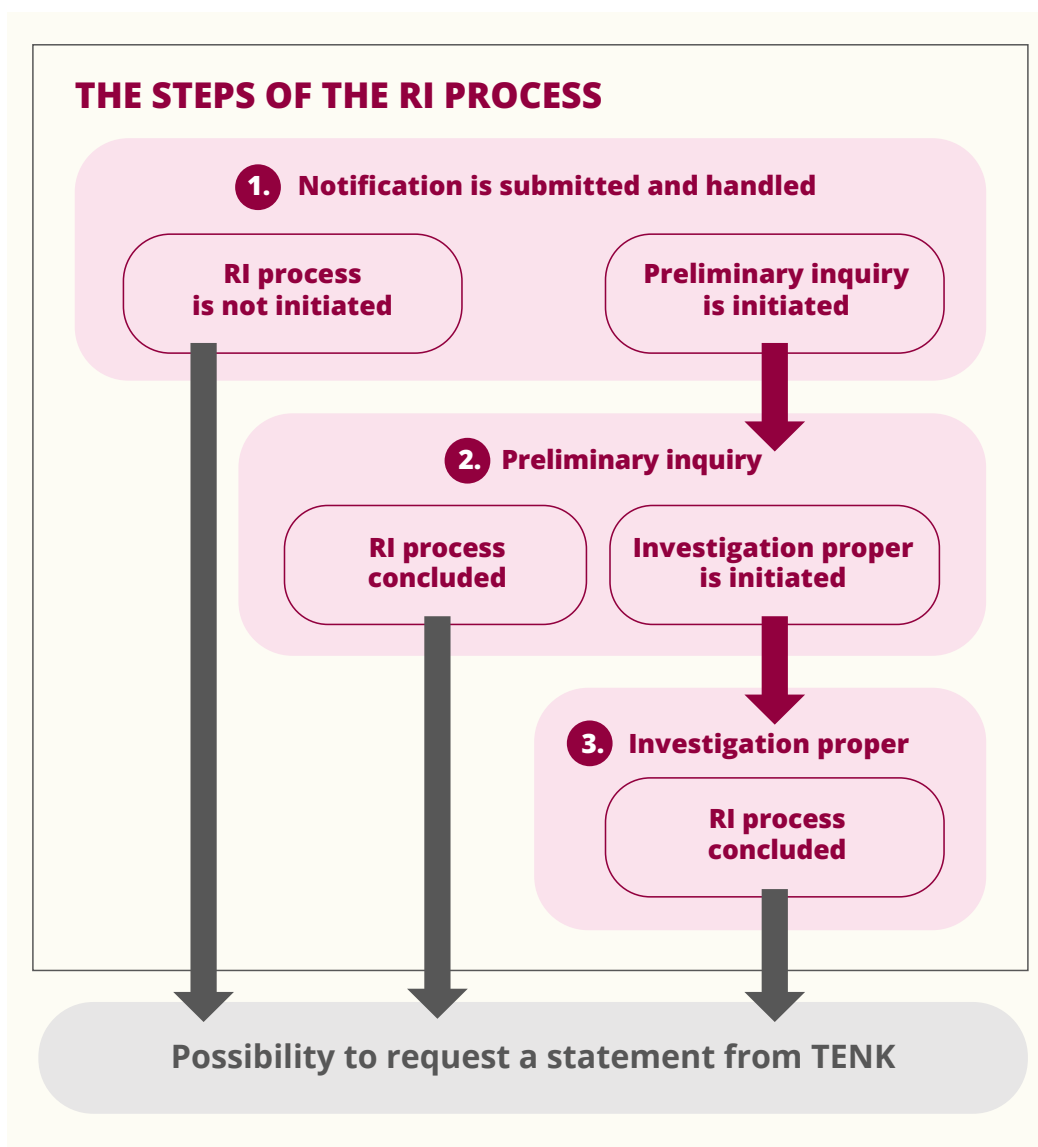 THE STEPS OF THE RI PROCESS
1. Notification is submitted and handled
RI process
is not initiated
Preliminary inquiry
is initiated
2. Preliminary inquiry
RI process
concluded
Investigation proper
is initiated
3. Investigation proper
RI process
concluded
Possibility to request a statement from TENK